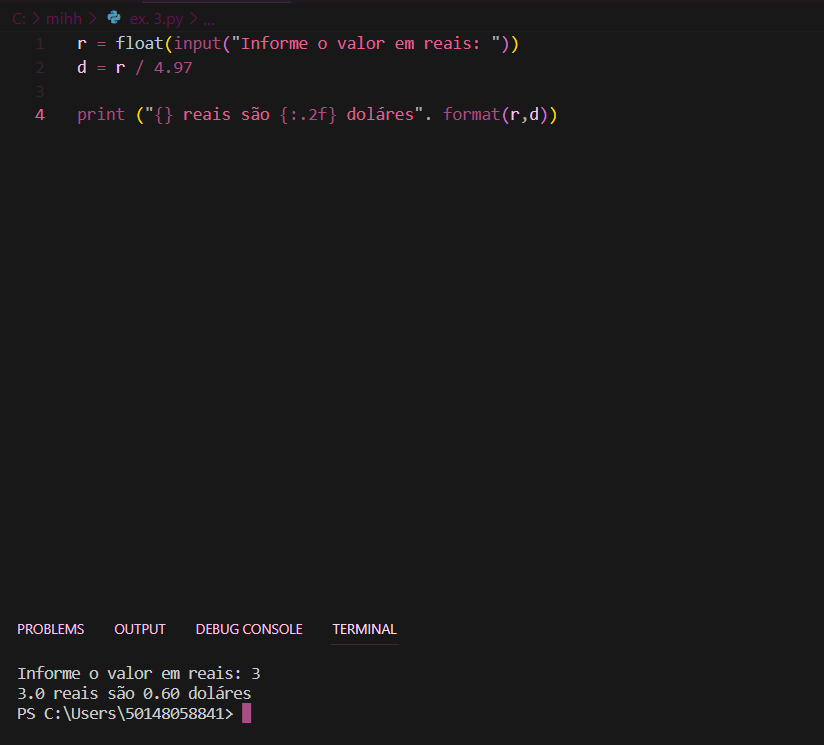 C: > mihh > ex. 3.py > ...
1 r = float(input("Informe o valor em reais: "))
2 d = r / 4.97
3
4 print ("{} reais são {:.2f} doláres". format(r,d))
PROBLEMS OUTPUT DEBUG CONSOLE TERMINAL
Informe o valor em reais: 3
3.0 reais são 0.60 doláres
PS C:\Users\50148058841>